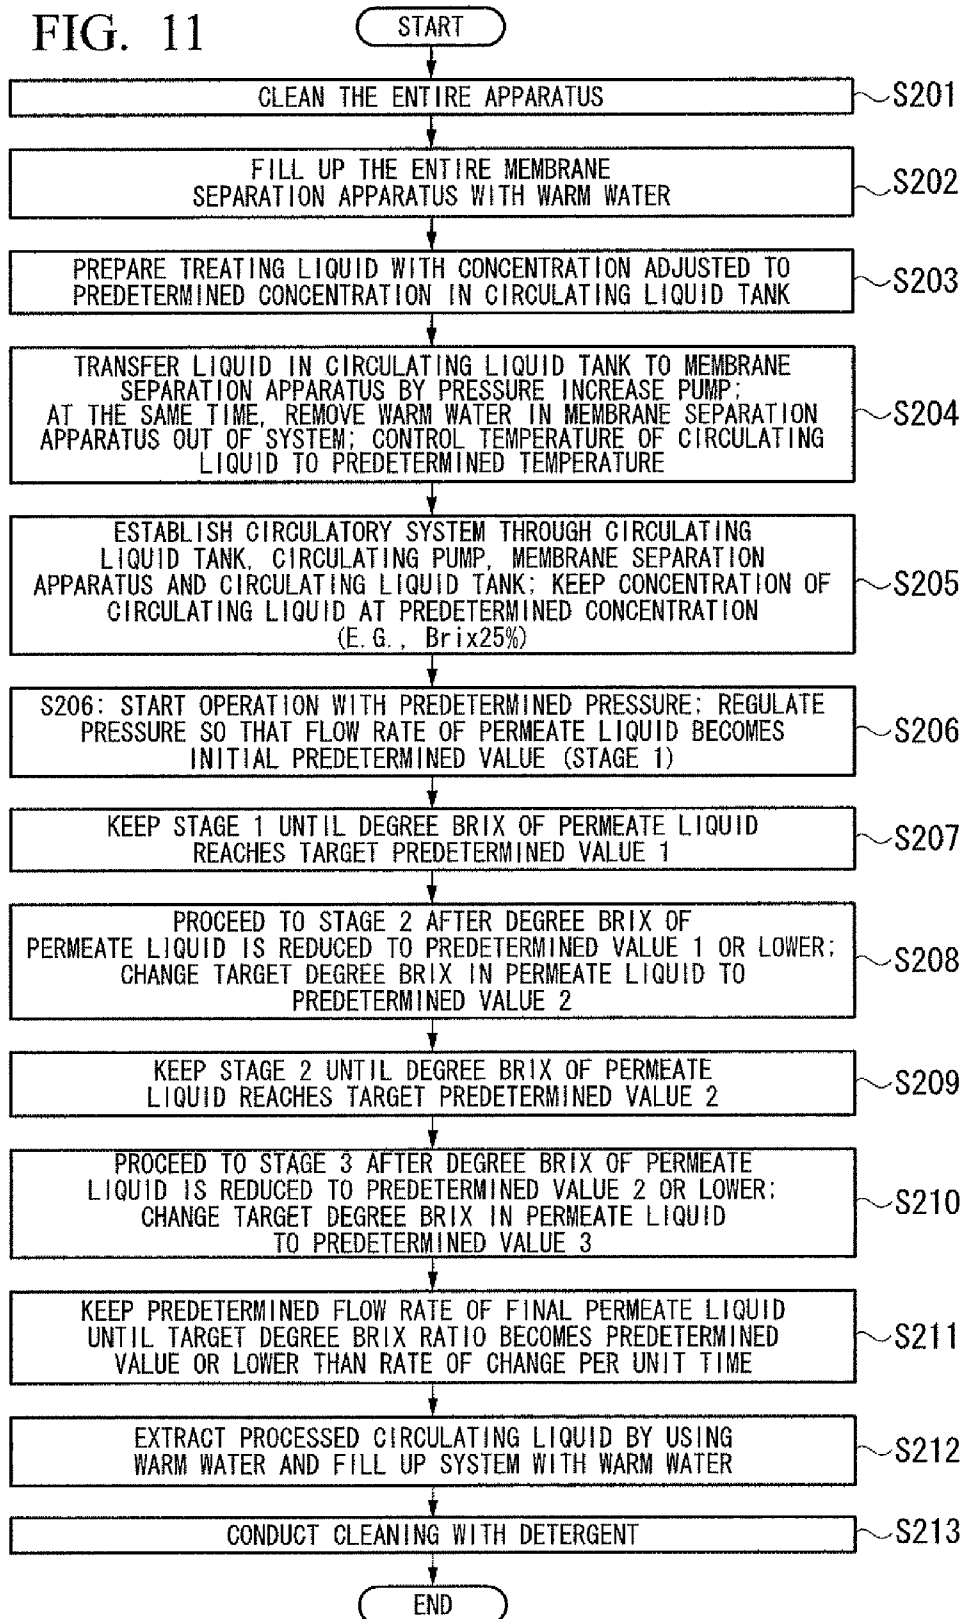 FIG. 11
START
CLEAN THE ENTIRE APPARATUS
S201
FILL UP THE ENTIRE MEMBRANE
SEPARATION APPARATUS WITH WARM WATER
S202
PREPARE TREATING LIQUID WITH CONCENTRATION ADJUSTED TO
PREDETERMINED CONCENTRATION IN CIRCULATING LIQUID TANK
S203
TRANSFER LIQUID IN CIRCULATING LIQUID TANK TO MEMBRANE
SEPARATION APPARATUS BY PRESSURE INCREASE PUMP;
AT THE SAME TIME, REMOVE WARM WATER IN MEMBRANE SEPARATION
APPARATUS OUT OF SYSTEM; CONTROL TEMPERATURE OF CIRCULATING
LIQUID TO PREDETERMINED TEMPERATURE
S204
ESTABLISH CIRCULATORY SYSTEM THROUGH CIRCULATING
LIQUID TANK, CIRCULATING PUMP, MEMBRANE SEPARATION
APPARATUS AND CIRCULATING LIQUID TANK; KEEP CONCENTRATION OF
CIRCULATING LIQUID AT PREDETERMINED CONCENTRATION
(E.G., Brix25%)
S205
S206: START OPERATION WITH PREDETERMINED PRESSURE; REGULATE
PRESSURE SO THAT FLOW RATE OF PERMEATE LIQUID BECOMES
INITIAL PREDETERMINED VALUE (STAGE 1)
S206
KEEP STAGE 1 UNTIL DEGREE BRIX OF PERMEATE LIQUID
REACHES TARGET PREDETERMINED VALUE 1
S207
PROCEED TO STAGE 2 AFTER DEGREE BRIX OF
PERMEATE LIQUID IS REDUCED TO PREDETERMINED VALUE 1 OR LOWER;
CHANGE TARGET DEGREE BRIX IN PERMEATE LIQUID TO
PREDETERMINED VALUE 2
S208
KEEP STAGE 2 UNTIL DEGREE BRIX OF PERMEATE
LIQUID REACHES TARGET PREDETERMINED VALUE 2
S209
PROCEED TO STAGE 3 AFTER DEGREE BRIX OF PERMEATE
LIQUID IS REDUCED TO PREDETERMINED VALUE 2 OR LOWER;
CHANGE TARGET DEGREE BRIX IN PERMEATE LIQUID
TO PREDETERMINED VALUE 3
S210
KEEP PREDETERMINED FLOW RATE OF FINAL PERMEATE LIQUID
UNTIL TARGET DEGREE BRIX RATIO BECOMES PREDETERMINED
VALUE OR LOWER THAN RATE OF CHANGE PER UNIT TIME
S211
EXTRACT PROCESSED CIRCULATING LIQUID BY USING
WARM WATER AND FILL UP SYSTEM WITH WARM WATER
S212
CONDUCT CLEANING WITH DETERGENT
S213
END